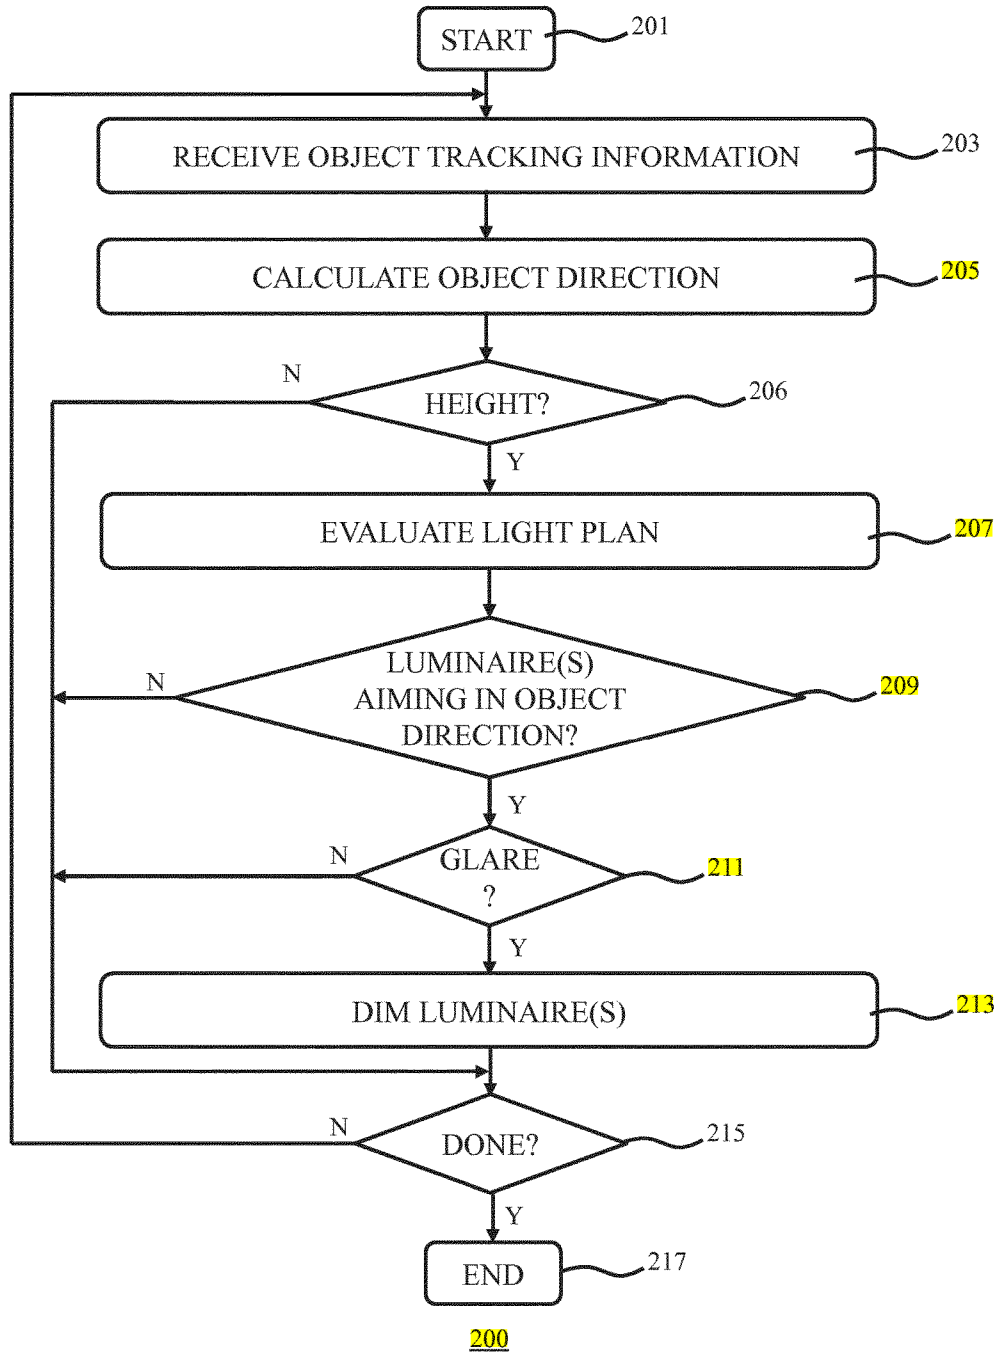 START
201
RECEIVE OBJECT TRACKING INFORMATION
203
CALCULATE OBJECT DIRECTION
205
N
HEIGHT?
206
Y
EVALUATE LIGHT PLAN
207
N
LUMINAIRE(S)
AIMING IN OBJECT
DIRECTION?
209
Y
N
GLARE
?
211
Y
DIM LUMINAIRE(S)
213
N
DONE?
215
Y
END
217
200